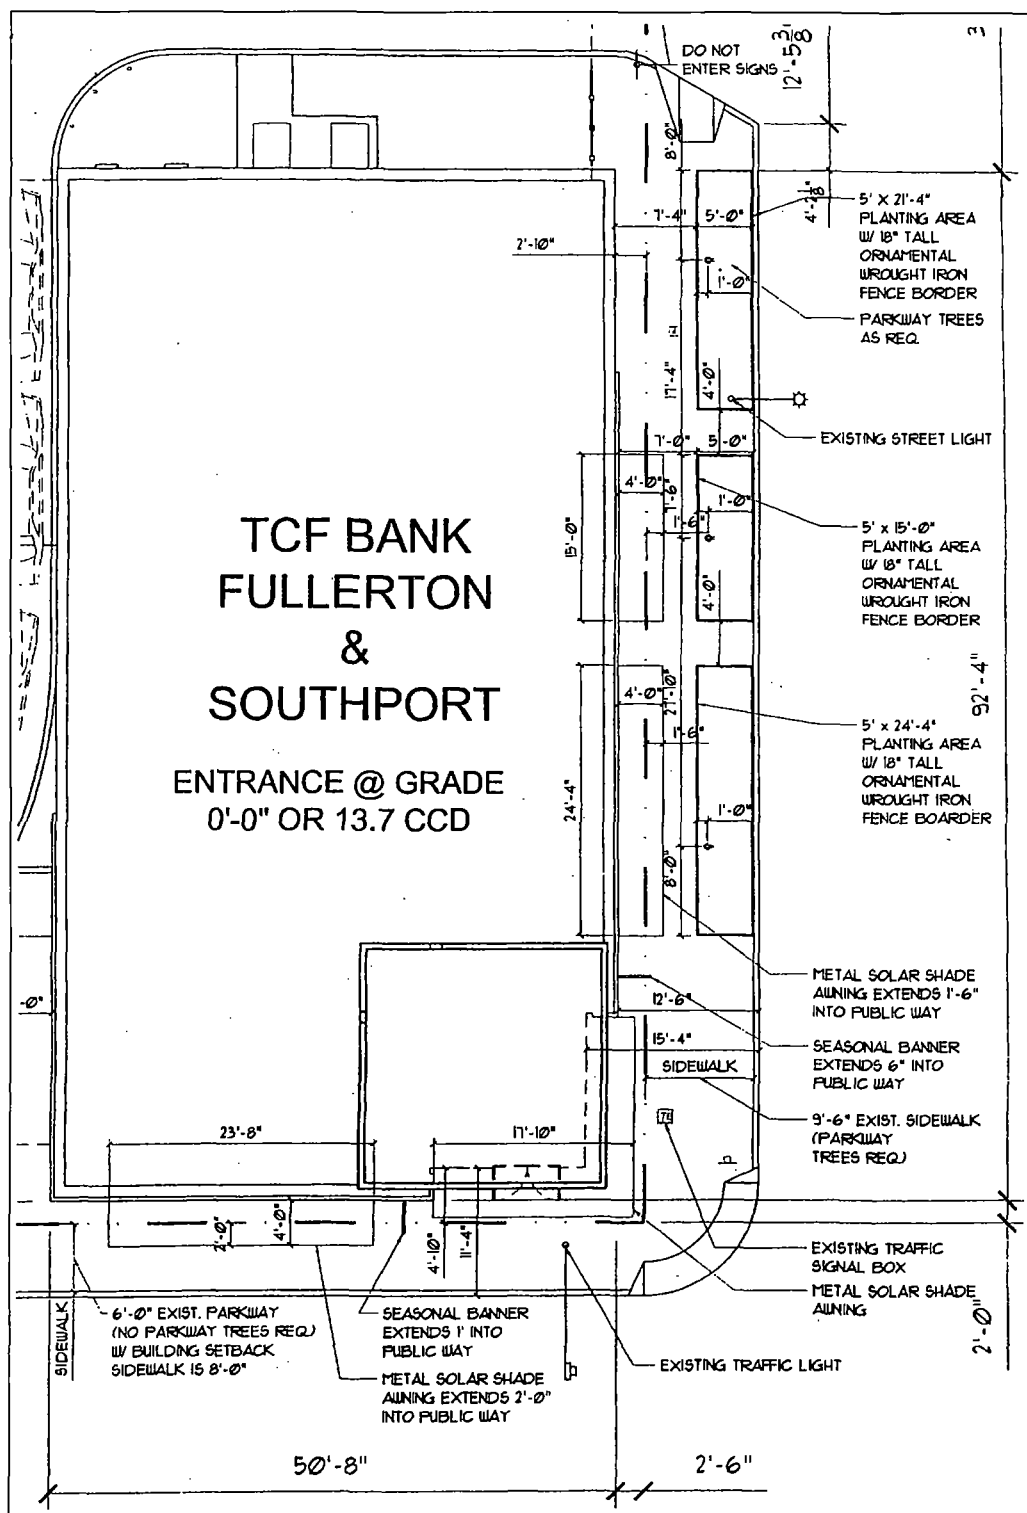 DO NOT
ENTER SIGNS
12'-5 3/8
3
8'-0"
4'-2 1/8
7'-4"
5'-0"
2'-10"
1'-0"
5' X 21'-4"
PLANTING AREA
W/ 18" TALL
ORNAMENTAL
WROUGHT IRON
FENCE BORDER
PARKWAY TREES
AS REQ.
17'-4"
4'-0"
EXISTING STREET LIGHT
7'-0"
5'-0"
4'-0"
7'-6"
1'-6"
1'-0"
15'-0"
4'-0"
5' x 15'-0"
PLANTING AREA
W/ 18" TALL
ORNAMENTAL
WROUGHT IRON
FENCE BORDER
TCF BANK
FULLERTON
&
SOUTHPORT
ENTRANCE @ GRADE
0'-0" OR 13.7 CCD
92'-4"
4'-0"
27'-10"
1'-6"
24'-4"
1'-0"
8'-0"
5' x 24'-4"
PLANTING AREA
W/ 18" TALL
ORNAMENTAL
WROUGHT IRON
FENCE BOARDER
METAL SOLAR SHADE
AWNING EXTENDS 1'-6"
INTO PUBLIC WAY
-0"
12'-6"
15'-4"
SIDEWALK
SEASONAL BANNER
EXTENDS 6" INTO
PUBLIC WAY
9'-6" EXIST. SIDEWALK
(PARKWAY
TREES REQ.)
23'-8"
17'-10"
2'-0"
4'-0"
4'-10"
11'-4"
EXISTING TRAFFIC
SIGNAL BOX
METAL SOLAR SHADE
AWNING
2'-0"
SIDEWALK
6'-0" EXIST. PARKWAY
(NO PARKWAY TREES REQ.)
W/ BUILDING SETBACK
SIDEWALK IS 8'-0"
SEASONAL BANNER
EXTENDS 1' INTO
PUBLIC WAY
METAL SOLAR SHADE
AWNING EXTENDS 2'-0"
INTO PUBLIC WAY
EXISTING TRAFFIC LIGHT
50'-8"
2'-6"